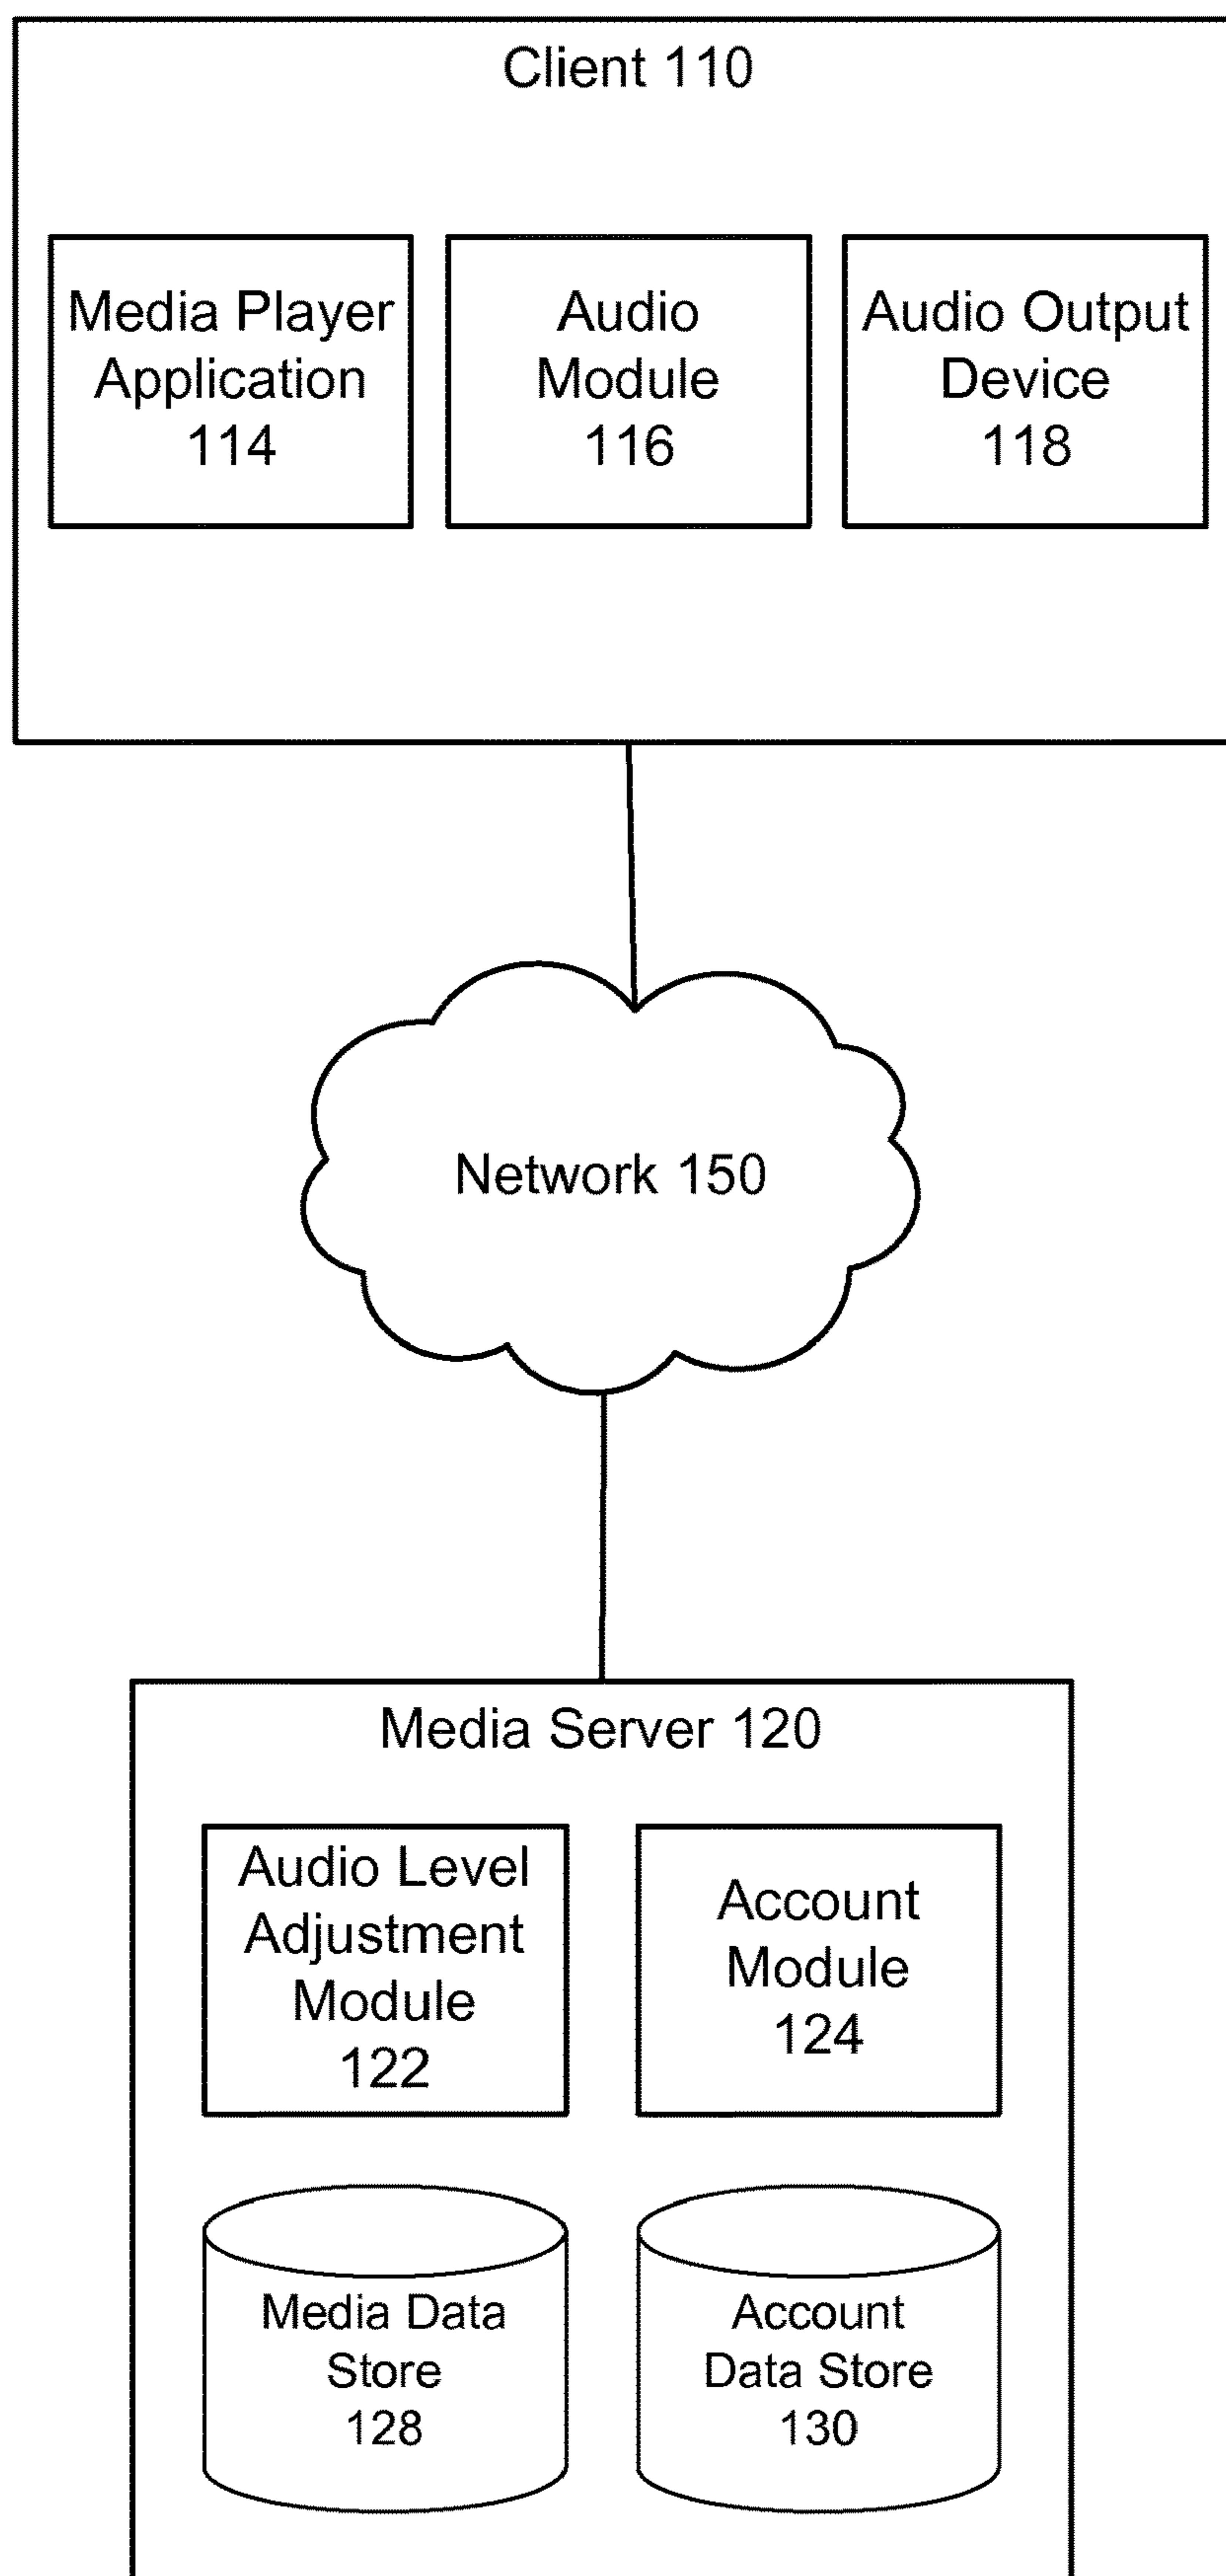 Client 110
Media Player
Application
114
Audio
Module
116
Audio Output
Device
118
Network 150
Media Server 120
Audio Level
Adjustment
Module
122
Account
Module
124
Media Data
Store
128
Account
Data Store
130